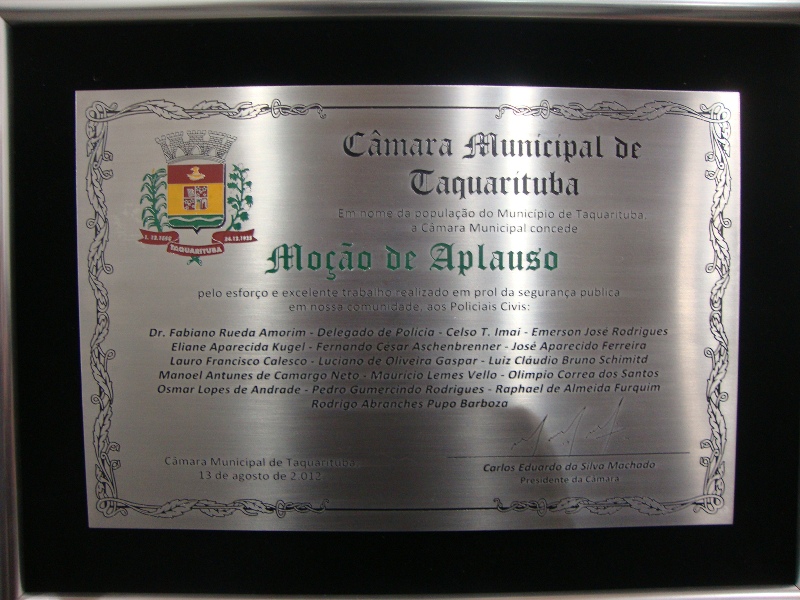 Câmara Municipal de
Taquarituba
Em nome da população do Município de Taquarituba,
a Câmara Municipal concede
TAQUARITUBA
Moção de Aplauso
pelo esforço e excelente trabalho realizado em prol da segurança publica
em nossa comunidade, aos Policiais Civis:
Dr. Fabiano Rueda Amorim - Delegado de Policia - Celso T. Imai - Emerson José Rodrigues
Eliane Aparecida Kugel - Fernando César Aschenbrenner - José Aparecido Ferreira
Lauro Francisco Calesco - Luciano de Oliveira Gaspar - Luiz Cláudio Bruno Schimitd
Manoel Antunes de Camargo Neto - Mauricio Lemes Vello - Olimpio Correa dos Santos
Osmar Lopes de Andrade - Pedro Gumercindo Rodrigues - Raphael de Almeida Furquim
Rodrigo Abranches Pupo Barboza
Câmara Municipal de Taquarituba,
13 de agosto de 2.012.
Carlos Eduardo da Silva Machado
Presidente da Câmara